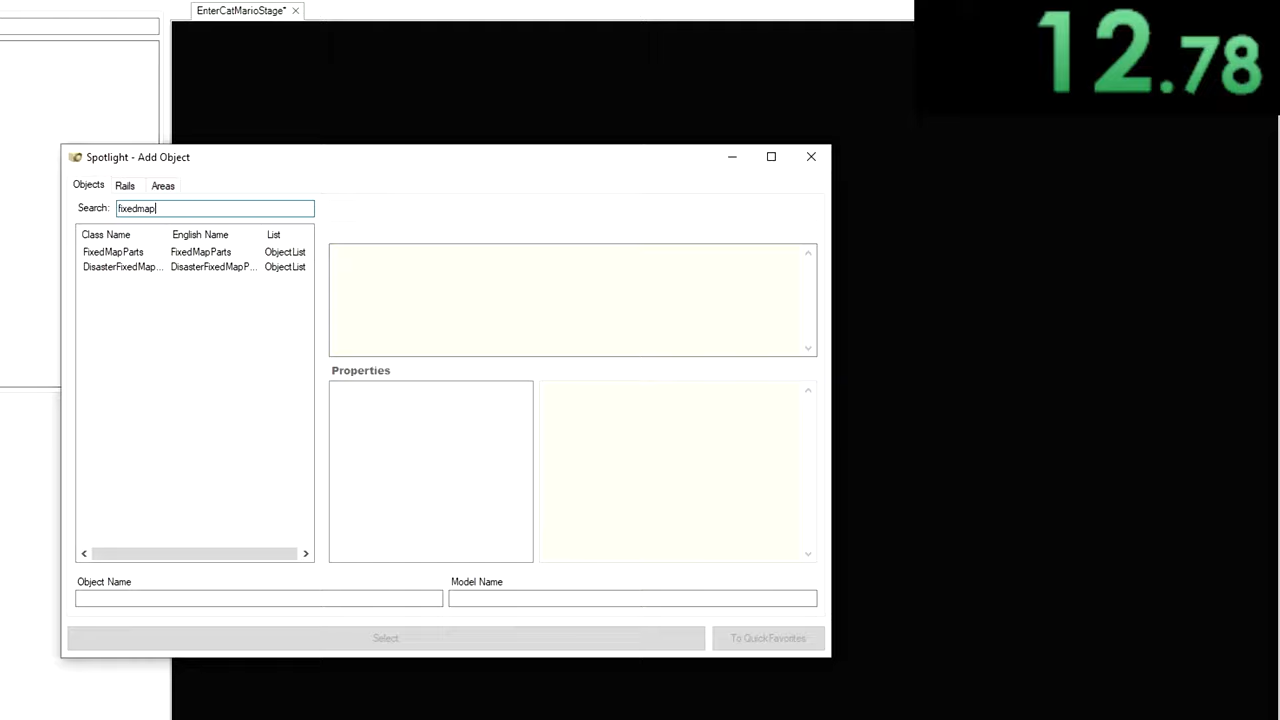 EnterCatMarioStage*
12.78
Spotlight - Add Object
Objects Rails Areas
Search: fixedmap
Class Name English Name List
FixedMapParts FixedMapParts ObjectList
DisasterFixedMap... DisasterFixedMapP... ObjectList
Properties
Object Name Model Name
Select To QuickFavorites